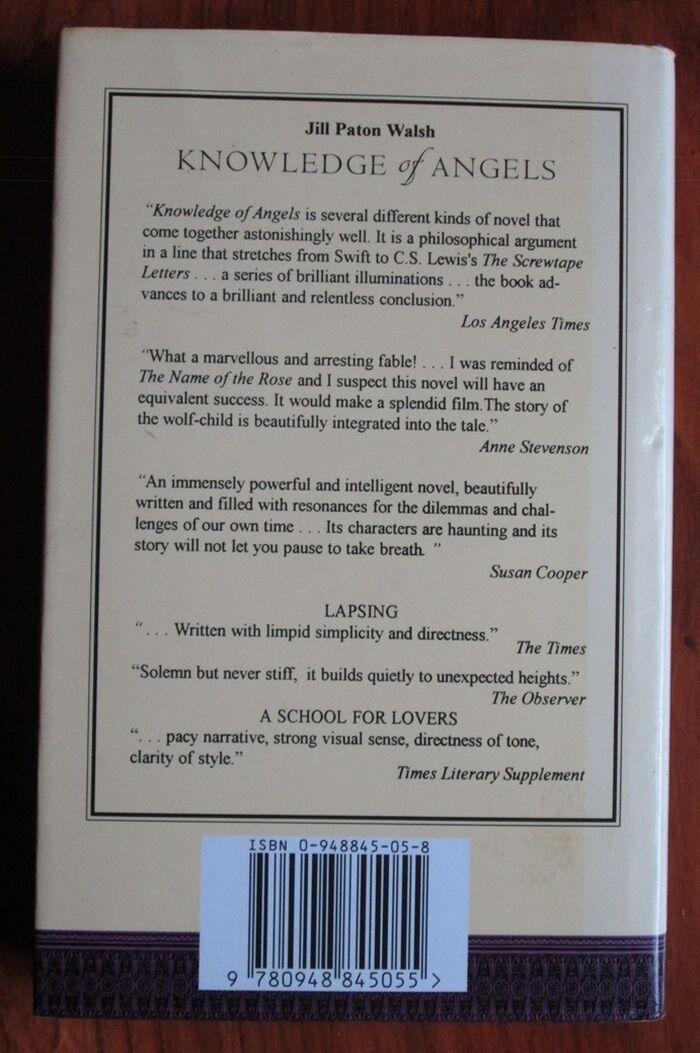 Jill Paton Walsh
KNOWLEDGE of ANGELS
"Knowledge of Angels is several different kinds of novel that
come together astonishingly well. It is a philosophical argument
in a line that stretches from Swift to C.S. Lewis's The Screwtape
Letters . . . a series of brilliant illuminations . . . the book ad-
vances to a brilliant and relentless conclusion."
Los Angeles Times
"What a marvellous and arresting fable! . . . I was reminded of
The Name of the Rose and I suspect this novel will have an
equivalent success. It would make a splendid film.The story of
the wolf-child is beautifully integrated into the tale."
Anne Stevenson
"An immensely powerful and intelligent novel, beautifully
written and filled with resonances for the dilemmas and chal-
lenges of our own time . . . Its characters are haunting and its
story will not let you pause to take breath. "
Susan Cooper
LAPSING
". . . Written with limpid simplicity and directness."
The Times
"Solemn but never stiff, it builds quietly to unexpected heights."
The Observer
A SCHOOL FOR LOVERS
". . . pacy narrative, strong visual sense, directness of tone,
clarity of style."
Times Literary Supplement
ISBN 0-948845-05-8
9 780948 845055 >